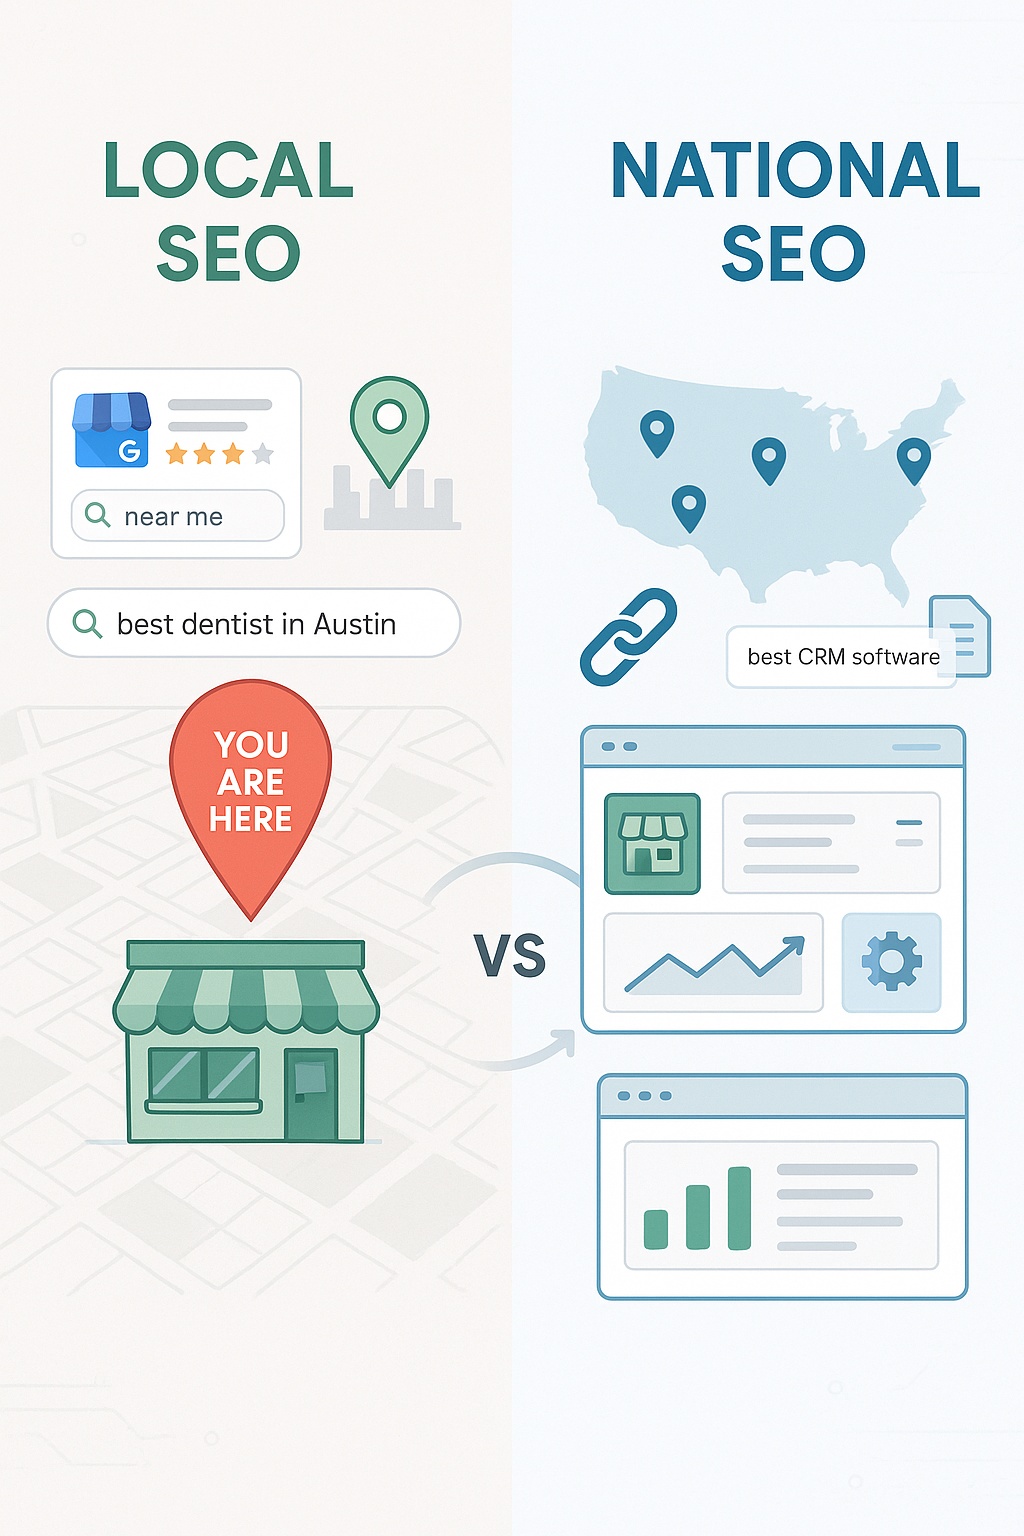 LOCAL
SEO
G
near me
best dentist in Austin
YOU
ARE
HERE
VS
NATIONAL
SEO
best CRM software